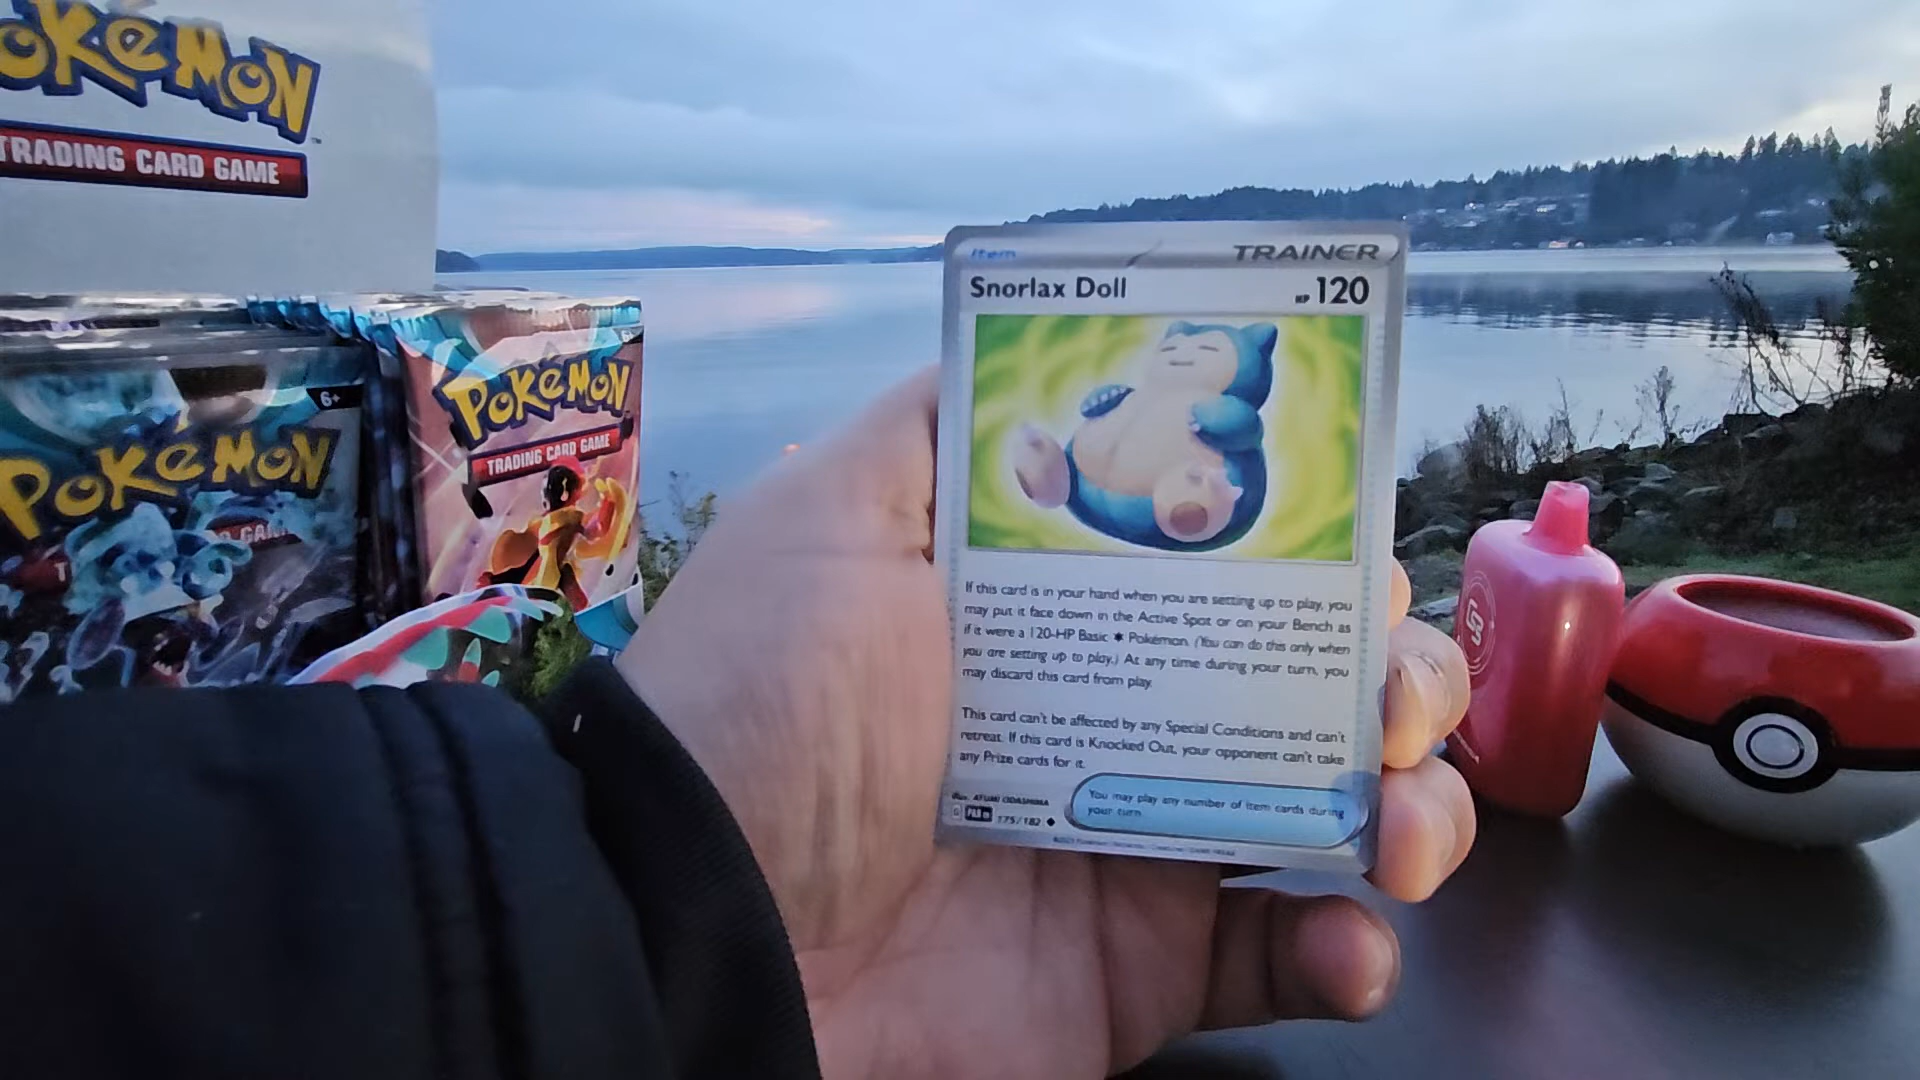 POKéMON
TRADING CARD GAME
6+
POKéMON
6+
POKéMON
TRADING CARD GAME
Item
TRAINER
Snorlax Doll
HP 120
If this card is in your hand when you are setting up to play, you
may put it face down in the Active Spot or on your Bench as
if it were a 120-HP Basic Pokémon. (You can do this only when
you are setting up to play.) At any time during your turn, you
may discard this card from play.
This card can't be affected by any Special Conditions and can't
retreat. If this card is Knocked Out, your opponent can't take
any Prize cards for it.
You may play any number of Item cards during
your turn.
Illus. ATUMI ODASHIMA
G PAR EN 175/182